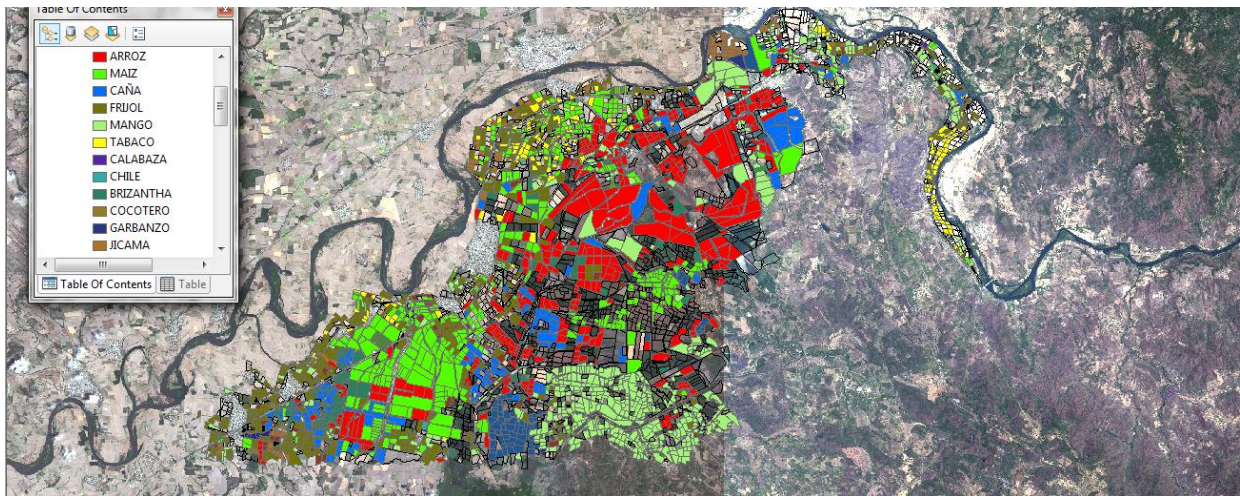 Table Of Contents
ARROZ
MAIZ
CAÑA
FRIJOL
MANGO
TABACO
CALABAZA
CHILE
BRIZANTHA
COCOTERO
GARBANZO
JICAMA
Table Of Contents Table